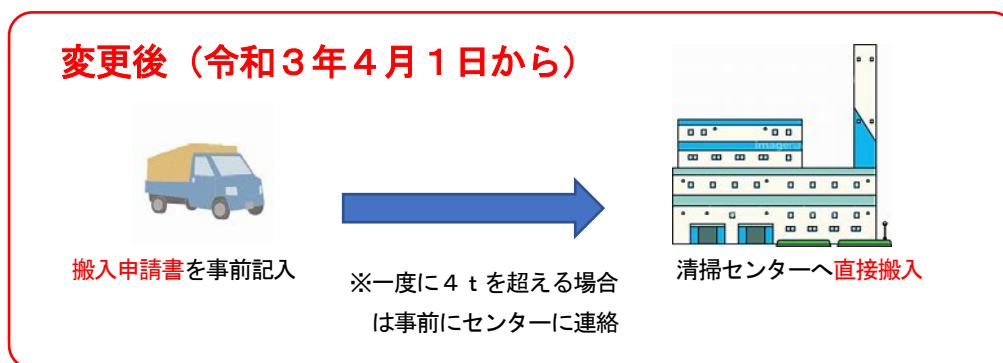 変更後（令和３年４月１日から）
搬入申請書を事前記入
※一度に４ｔを超える場合
は事前にセンターに連絡
清掃センターへ直接搬入